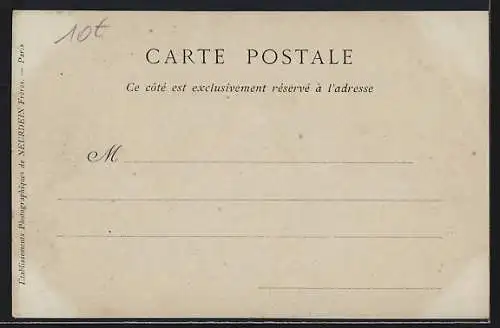 10t
CARTE POSTALE
Ce côté est exclusivement réservé à l'adresse
M
Etablissements Photographiques de NEURDEIN Frères. — Paris